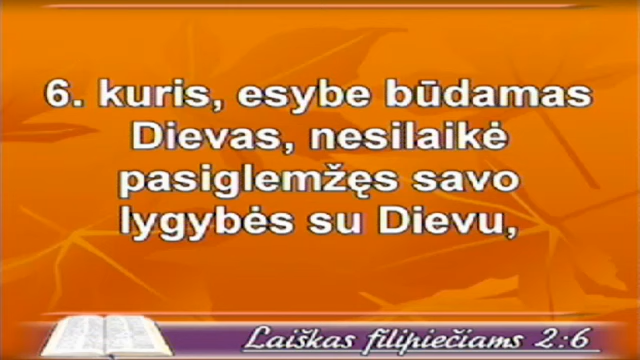 6. kuris, esybe būdamas
Dievas, nesilaikė
pasiglemžęs savo
lygybės su Dievu,
Laiškas filipiečiams 2:6